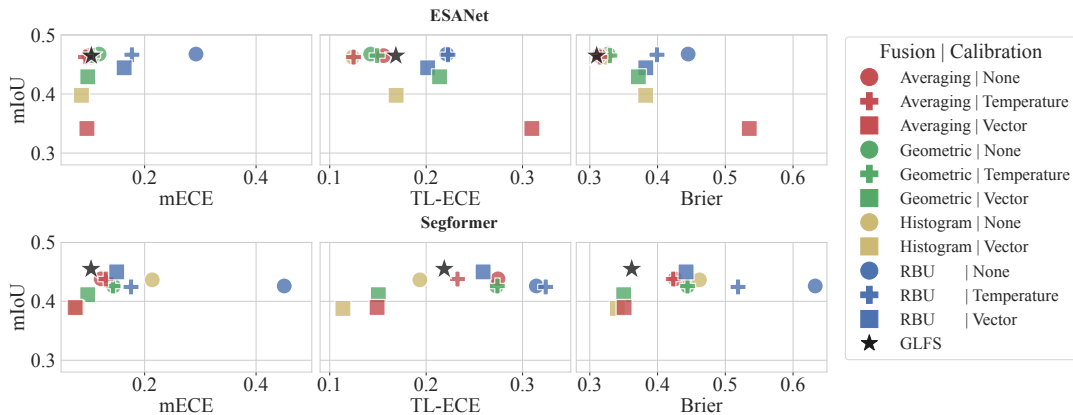 ESANet
mIoU
0.5
0.4
0.3
0.2 0.4
mECE
0.1 0.2 0.3
TL-ECE
0.3 0.4 0.5 0.6
Brier
Segformer
mIoU
0.5
0.4
0.3
0.2 0.4
mECE
0.1 0.2 0.3
TL-ECE
0.3 0.4 0.5 0.6
Brier
Fusion | Calibration
Averaging | None
Averaging | Temperature
Averaging | Vector
Geometric | None
Geometric | Temperature
Geometric | Vector
Histogram | None
Histogram | Vector
RBU | None
RBU | Temperature
RBU | Vector
GLFS